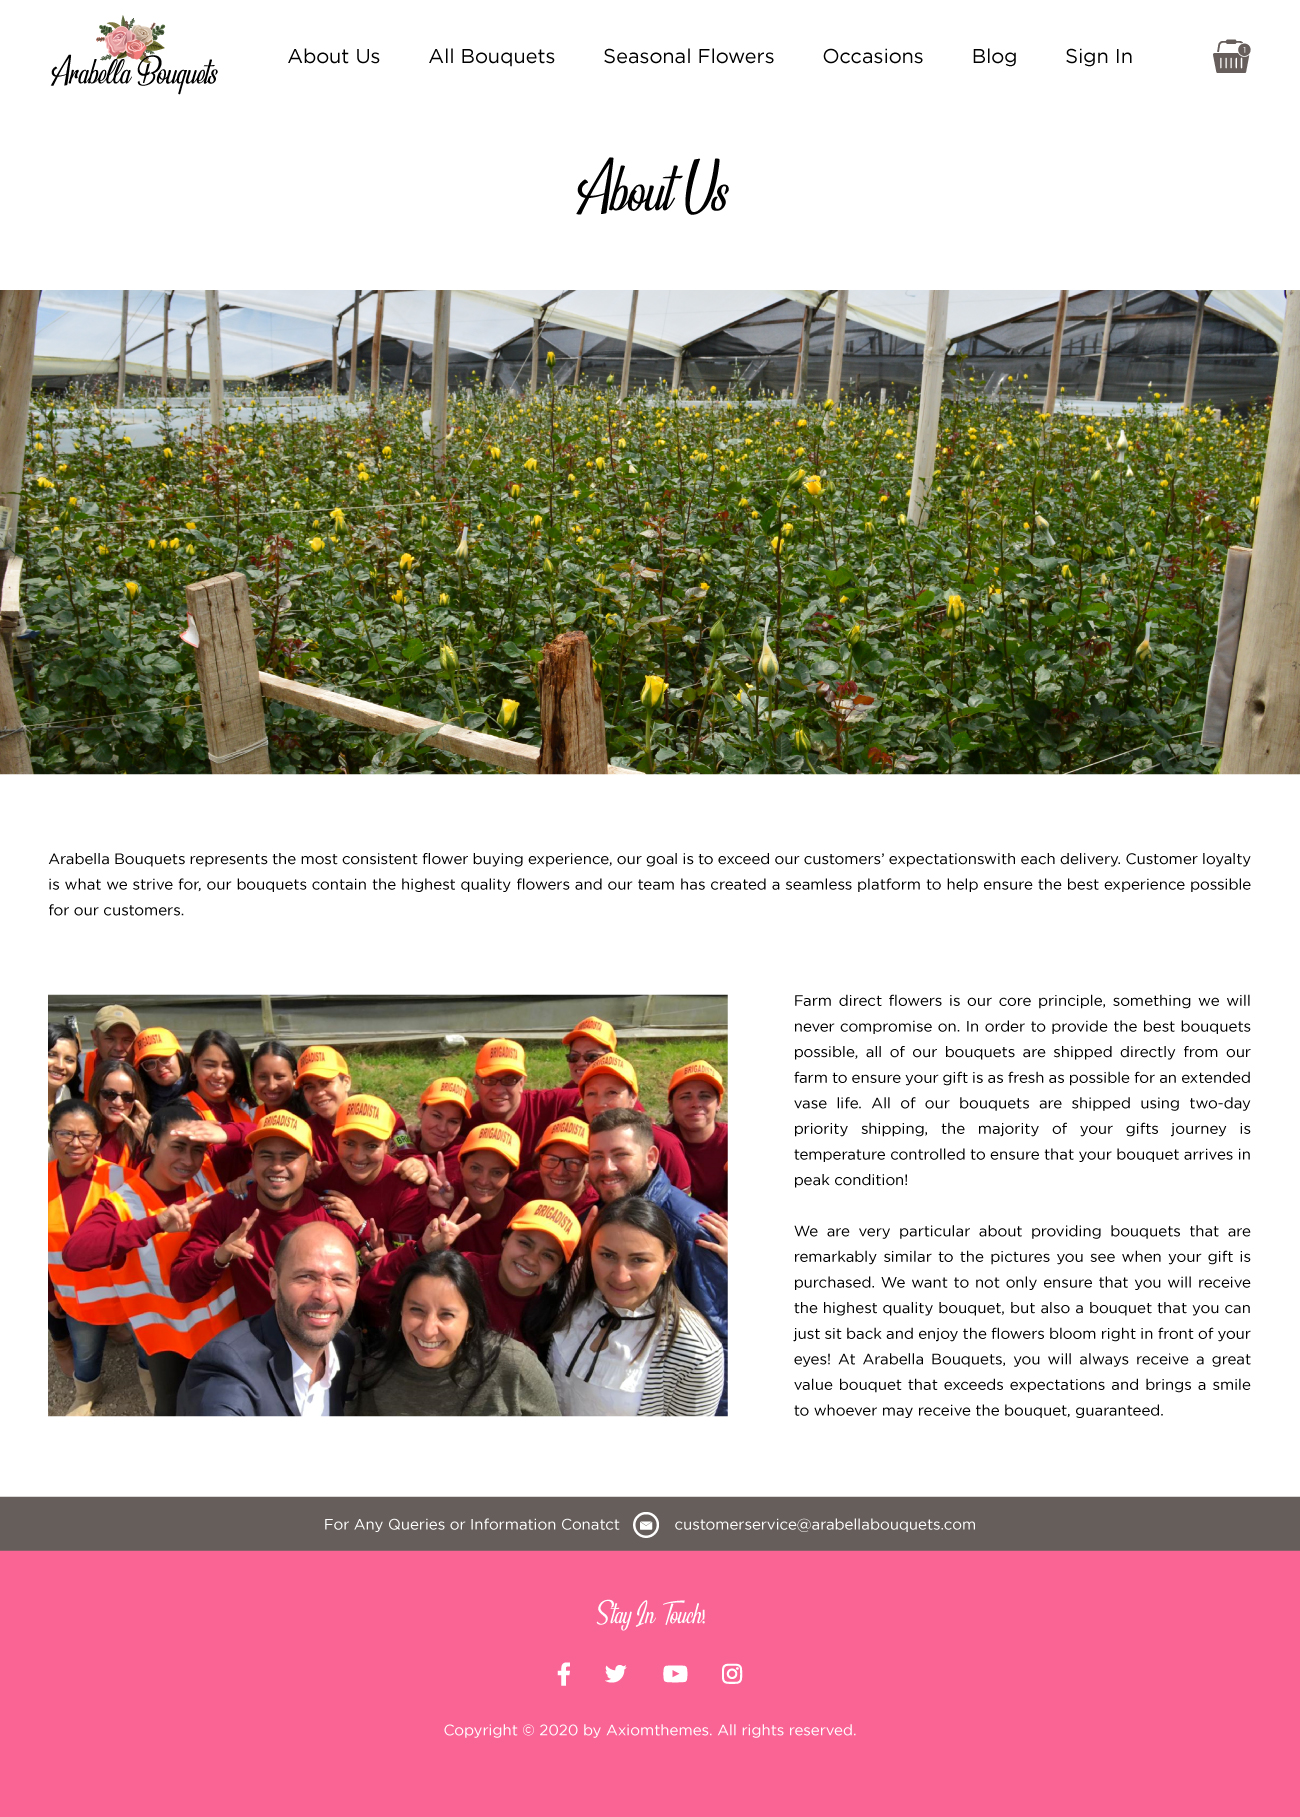 Arabella Bouquets
About Us
All Bouquets
Seasonal Flowers
Occasions
Blog
Sign In
1
About Us
Arabella Bouquets represents the most consistent flower buying experience, our goal is to exceed our customers’ expectationswith each delivery. Customer loyalty
is what we strive for, our bouquets contain the highest quality flowers and our team has created a seamless platform to help ensure the best experience possible
for our customers.
BRIGADISTA
BRIGADISTA
BRIGADISTA
BRIGADISTA
BRIGADISTA
BRIGADISTA
BRIGADISTA
BRIGADISTA
BRIGADISTA
BRIGADISTA
BRIGADISTA
BRIGADISTA
Farm direct flowers is our core principle, something we will
never compromise on. In order to provide the best bouquets
possible, all of our bouquets are shipped directly from our
farm to ensure your gift is as fresh as possible for an extended
vase life. All of our bouquets are shipped using two-day
priority shipping, the majority of your gifts journey is
temperature controlled to ensure that your bouquet arrives in
peak condition!
We are very particular about providing bouquets that are
remarkably similar to the pictures you see when your gift is
purchased. We want to not only ensure that you will receive
the highest quality bouquet, but also a bouquet that you can
just sit back and enjoy the flowers bloom right in front of your
eyes! At Arabella Bouquets, you will always receive a great
value bouquet that exceeds expectations and brings a smile
to whoever may receive the bouquet, guaranteed.
For Any Queries or Information Conatct
customerservice@arabellabouquets.com
Stay In Touch!
Copyright © 2020 by Axiomthemes. All rights reserved.